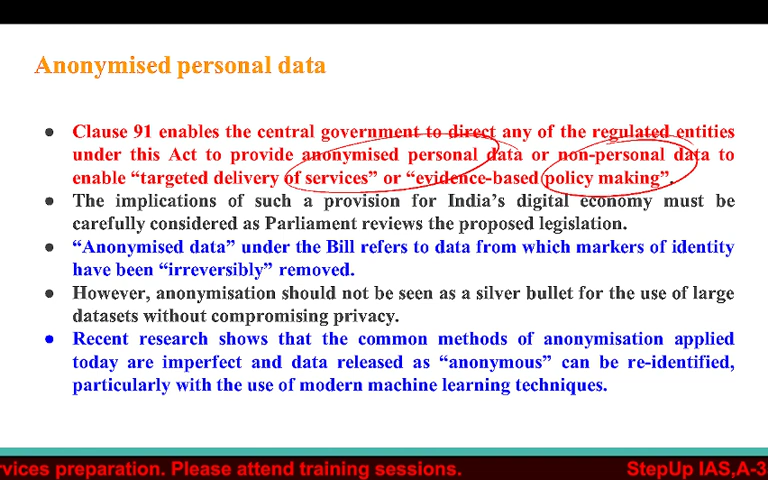 Anonymised personal data
● Clause 91 enables the central government to direct any of the regulated entities
under this Act to provide anonymised personal data or non-personal data to
enable “targeted delivery of services” or “evidence-based policy making”.
● The implications of such a provision for India’s digital economy must be
carefully considered as Parliament reviews the proposed legislation.
● “Anonymised data” under the Bill refers to data from which markers of identity
have been “irreversibly” removed.
● However, anonymisation should not be seen as a silver bullet for the use of large
datasets without compromising privacy.
● Recent research shows that the common methods of anonymisation applied
today are imperfect and data released as “anonymous” can be re-identified,
particularly with the use of modern machine learning techniques.
rvices preparation. Please attend training sessions. StepUp IAS,A-3